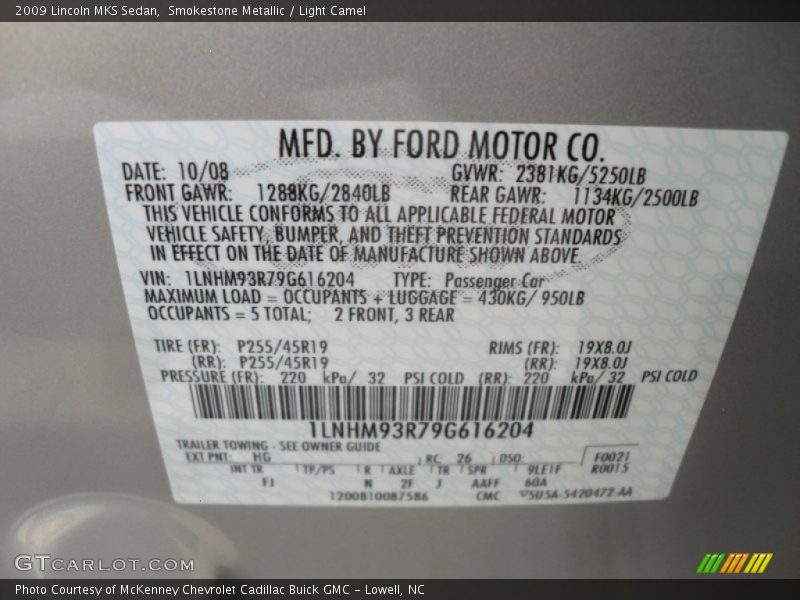 2009 Lincoln MKS Sedan, Smokestone Metallic / Light Camel
MFD. BY FORD MOTOR CO.
DATE: 10/08 GVWR: 2381KG/5250LB
FRONT GAWR: 1288KG/2840LB REAR GAWR: 1134KG/2500LB
THIS VEHICLE CONFORMS TO ALL APPLICABLE FEDERAL MOTOR
VEHICLE SAFETY, BUMPER, AND THEFT PREVENTION STANDARDS
IN EFFECT ON THE DATE OF MANUFACTURE SHOWN ABOVE.
VIN: 1LNHM93R79G616204 TYPE: Passenger Car
MAXIMUM LOAD = OCCUPANTS + LUGGAGE = 430KG/ 950LB
OCCUPANTS = 5 TOTAL; 2 FRONT, 3 REAR
TIRE (FR): P255/45R19 RIMS (FR): 19X8.0J
(RR): P255/45R19 (RR): 19X8.0J
PRESSURE (FR): 220 kPa/ 32 PSI COLD (RR): 220 kPa/ 32 PSI COLD
1LNHM93R79G616204
TRAILER TOWING - SEE OWNER GUIDE
EXT PNT: HG RC: 26 DSO: F0021
INT TR TP/PS R AXLE TR SPR 9LE1F R0015
FJ N 2F J AAFF 60A
1200810087586 CMC V5U5A-5420472-AA
GTCARLOT.COM
Photo Courtesy of McKenney Chevrolet Cadillac Buick GMC - Lowell, NC